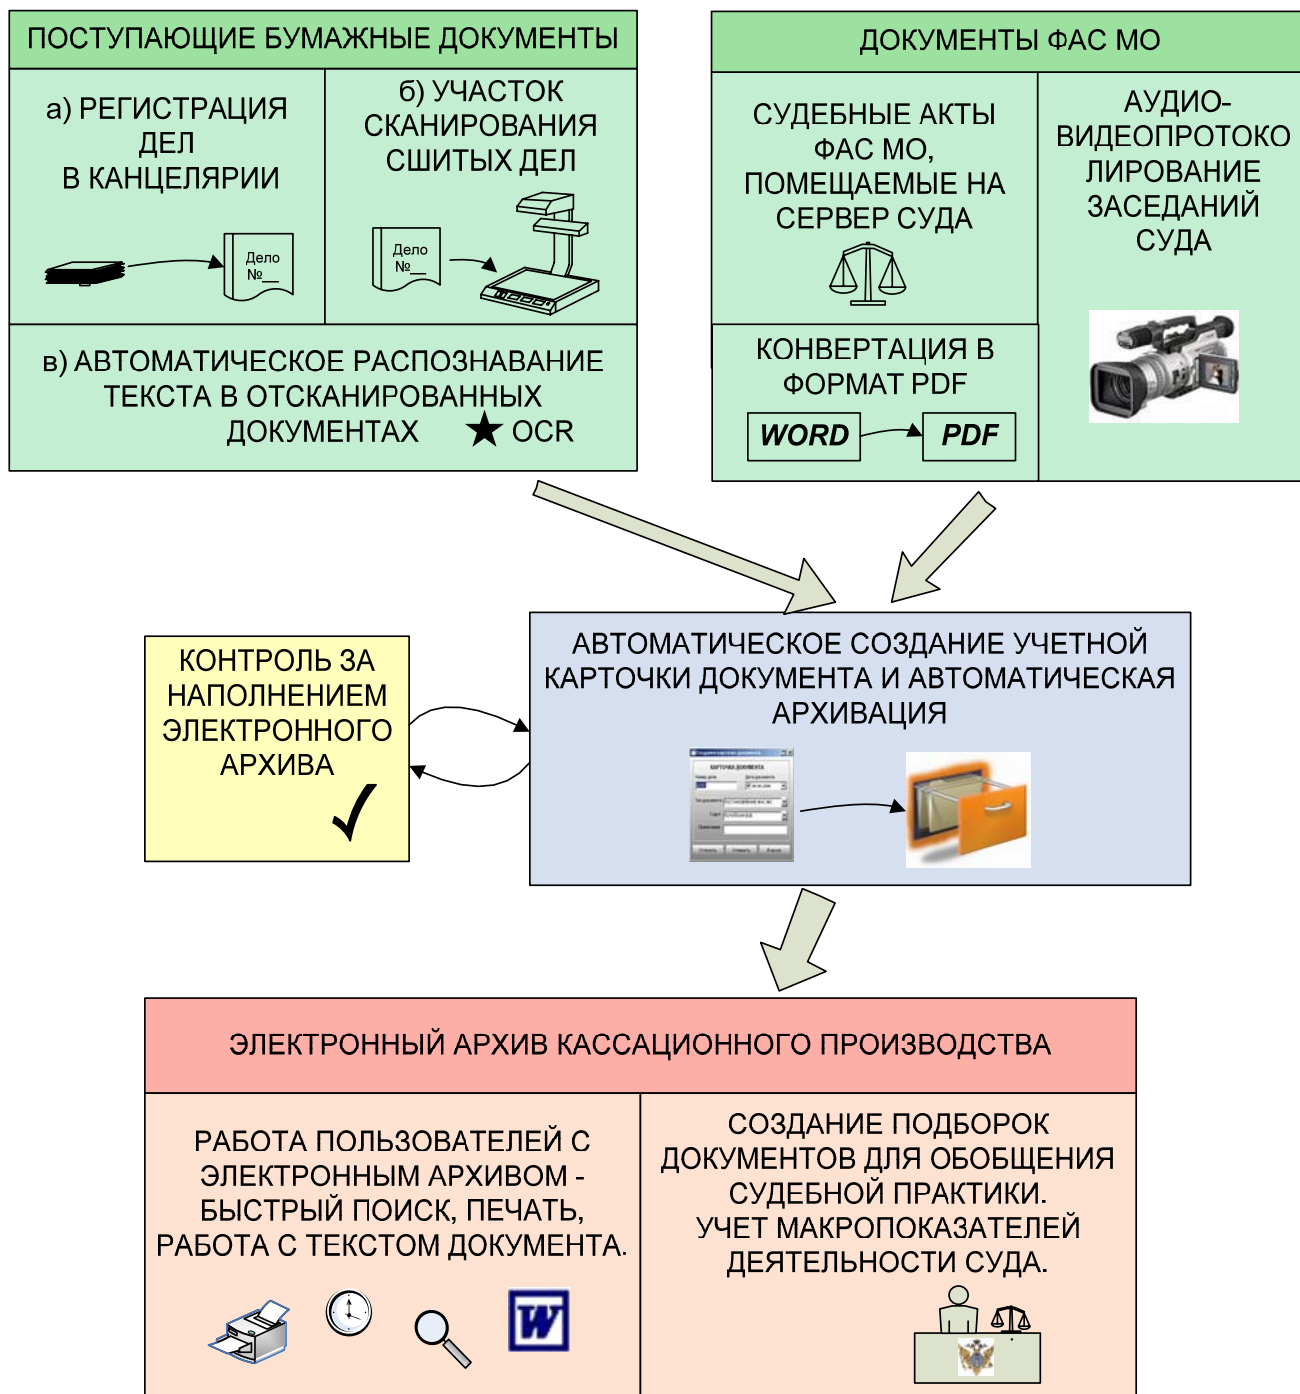 ПОСТУПАЮЩИЕ БУМАЖНЫЕ ДОКУМЕНТЫ
а) РЕГИСТРАЦИЯ
ДЕЛ
В КАНЦЕЛЯРИИ
Дело
№__
б) УЧАСТОК
СКАНИРОВАНИЯ
СШИТЫХ ДЕЛ
Дело
№__
в) АВТОМАТИЧЕСКОЕ РАСПОЗНАВАНИЕ
ТЕКСТА В ОТСКАНИРОВАННЫХ
ДОКУМЕНТАХ ★ OCR
ДОКУМЕНТЫ ФАС МО
СУДЕБНЫЕ АКТЫ
ФАС МО,
ПОМЕЩАЕМЫЕ НА
СЕРВЕР СУДА
КОНВЕРТАЦИЯ В
ФОРМАТ PDF
WORD
PDF
АУДИО-
ВИДЕОПРОТОКО
ЛИРОВАНИЕ
ЗАСЕДАНИЙ
СУДА
КОНТРОЛЬ ЗА
НАПОЛНЕНИЕМ
ЭЛЕКТРОННОГО
АРХИВА
АВТОМАТИЧЕСКОЕ СОЗДАНИЕ УЧЕТНОЙ
КАРТОЧКИ ДОКУМЕНТА И АВТОМАТИЧЕСКАЯ
АРХИВАЦИЯ
КАРТОЧКА ДОКУМЕНТА
ЭЛЕКТРОННЫЙ АРХИВ КАССАЦИОННОГО ПРОИЗВОДСТВА
РАБОТА ПОЛЬЗОВАТЕЛЕЙ С
ЭЛЕКТРОННЫМ АРХИВОМ -
БЫСТРЫЙ ПОИСК, ПЕЧАТЬ,
РАБОТА С ТЕКСТОМ ДОКУМЕНТА.
W
СОЗДАНИЕ ПОДБОРОК
ДОКУМЕНТОВ ДЛЯ ОБОБЩЕНИЯ
СУДЕБНОЙ ПРАКТИКИ.
УЧЕТ МАКРОПОКАЗАТЕЛЕЙ
ДЕЯТЕЛЬНОСТИ СУДА.